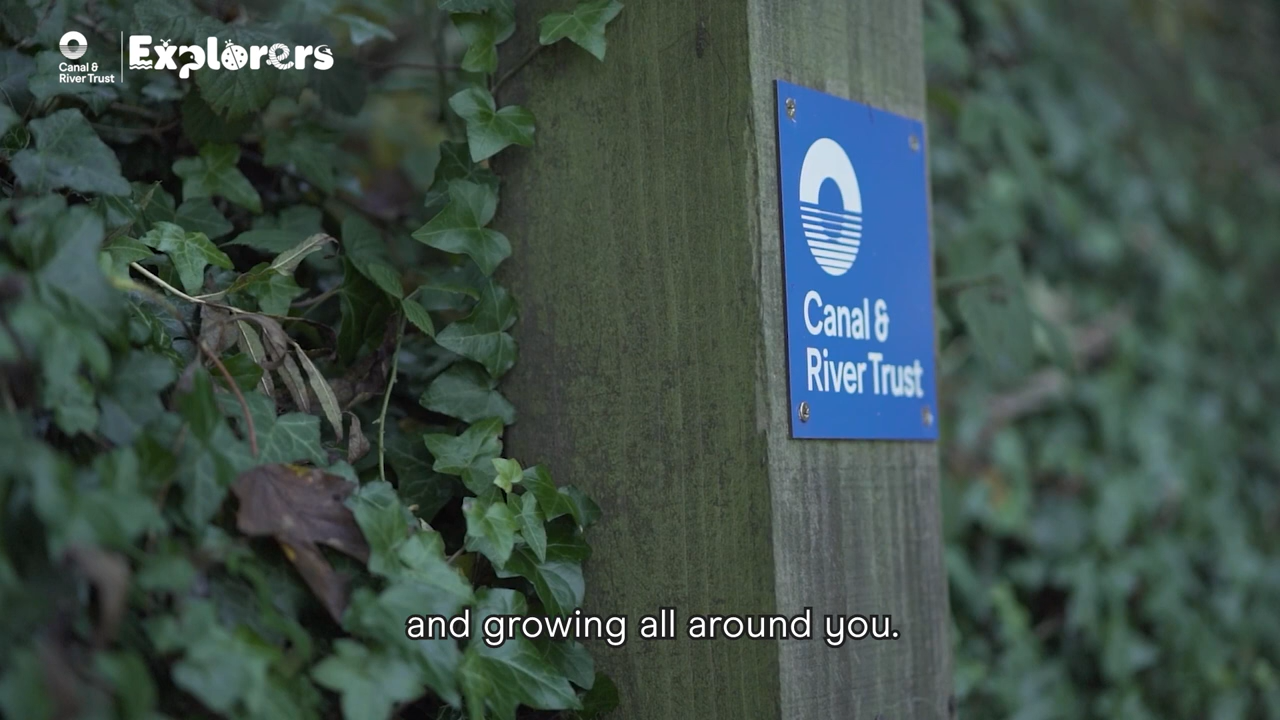 Canal &
River Trust
Explorers
Canal &
River Trust
and growing all around you.